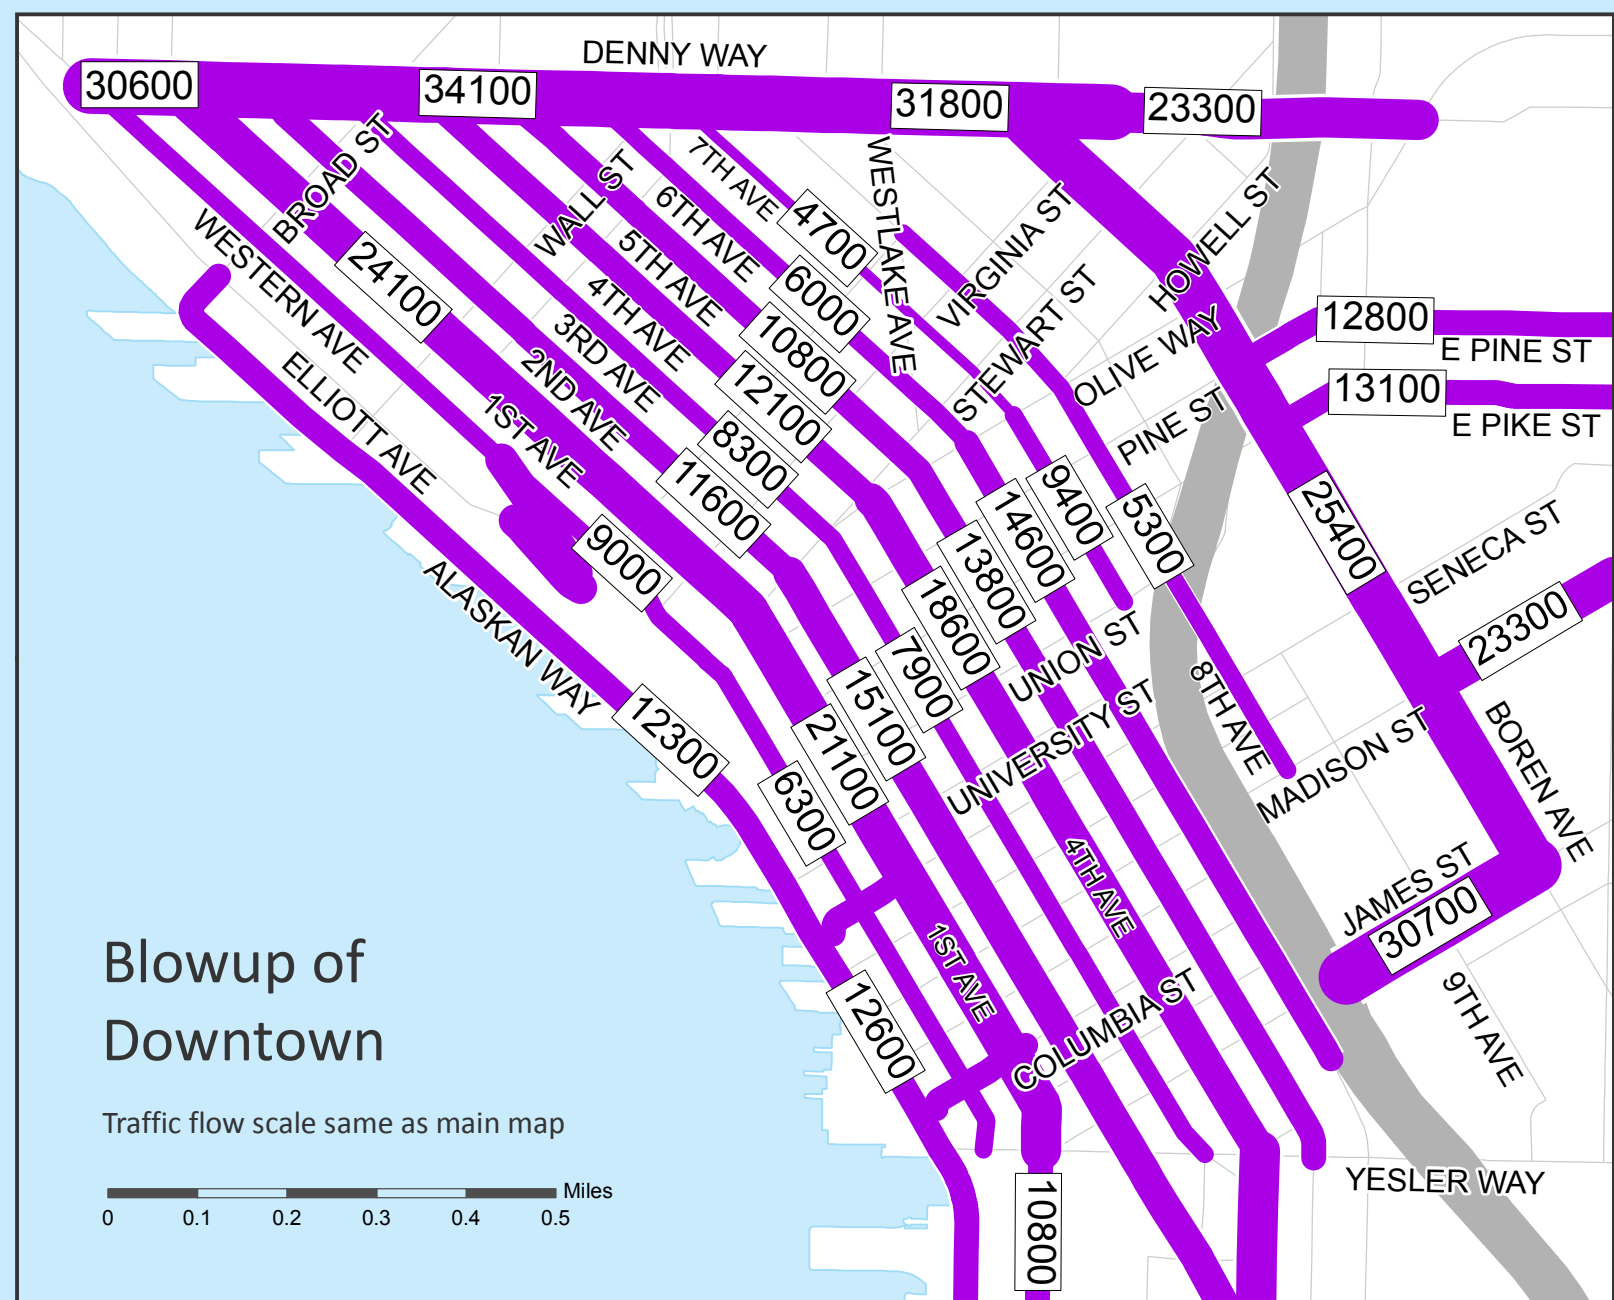 DENNY WAY
30600
34100
31800
23300
BROAD ST
WALL ST
7TH AVE
WESTLAKE AVE
4700
6TH AVE
VIRGINIA ST
HOWELL ST
WESTERN AVE
24100
5TH AVE
6000
STEWART ST
4TH AVE
10800
OLIVE WAY
12800
E PINE ST
3RD AVE
12100
2ND AVE
8300
PINE ST
13100
E PIKE ST
ELLIOTT AVE
1ST AVE
11600
9400
14600
5300
25400
SENECA ST
9000
13800
18600
23300
ALASKAN WAY
7900
UNION ST
8TH AVE
15100
UNIVERSITY ST
MADISON ST
BOREN AVE
12300
21100
6300
4TH AVE
JAMES ST
30700
1ST AVE
COLUMBIA ST
9TH AVE
12600
YESLER WAY
10800
Blowup of
Downtown
Traffic flow scale same as main map
Miles
0 0.1 0.2 0.3 0.4 0.5